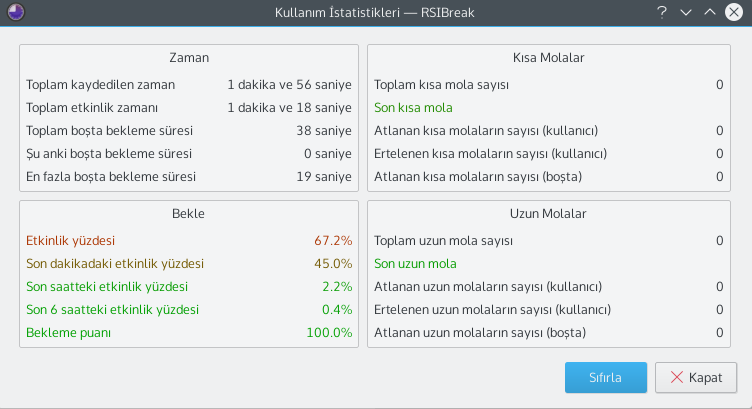 Kullanım İstatistikleri — RSIBreak
Zaman
Toplam kaydedilen zaman 1 dakika ve 56 saniye
Toplam etkinlik zamanı 1 dakika ve 18 saniye
Toplam boşta bekleme süresi 38 saniye
Şu anki boşta bekleme süresi 0 saniye
En fazla boşta bekleme süresi 19 saniye
Kısa Molalar
Toplam kısa mola sayısı 0
Son kısa mola
Atlanan kısa molaların sayısı (kullanıcı) 0
Ertelenen kısa molaların sayısı (kullanıcı) 0
Atlanan kısa molaların sayısı (boşta) 0
Bekle
Etkinlik yüzdesi 67.2%
Son dakikadaki etkinlik yüzdesi 45.0%
Son saatteki etkinlik yüzdesi 2.2%
Son 6 saatteki etkinlik yüzdesi 0.4%
Bekleme puanı 100.0%
Uzun Molalar
Toplam uzun mola sayısı 0
Son uzun mola
Atlanan uzun molaların sayısı (kullanıcı) 0
Ertelenen uzun molaların sayısı (kullanıcı) 0
Atlanan uzun molaların sayısı (boşta) 0
Sıfırla
Kapat